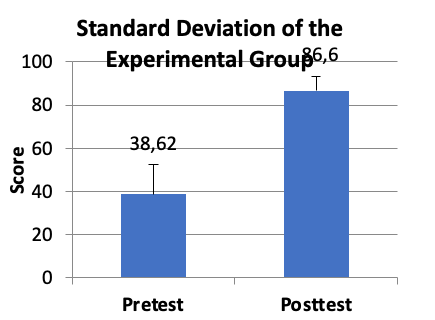 Standard Deviation of the
Experimental Group
86,6
100
80
60
40
20
0
Score
38,62
Pretest
Posttest